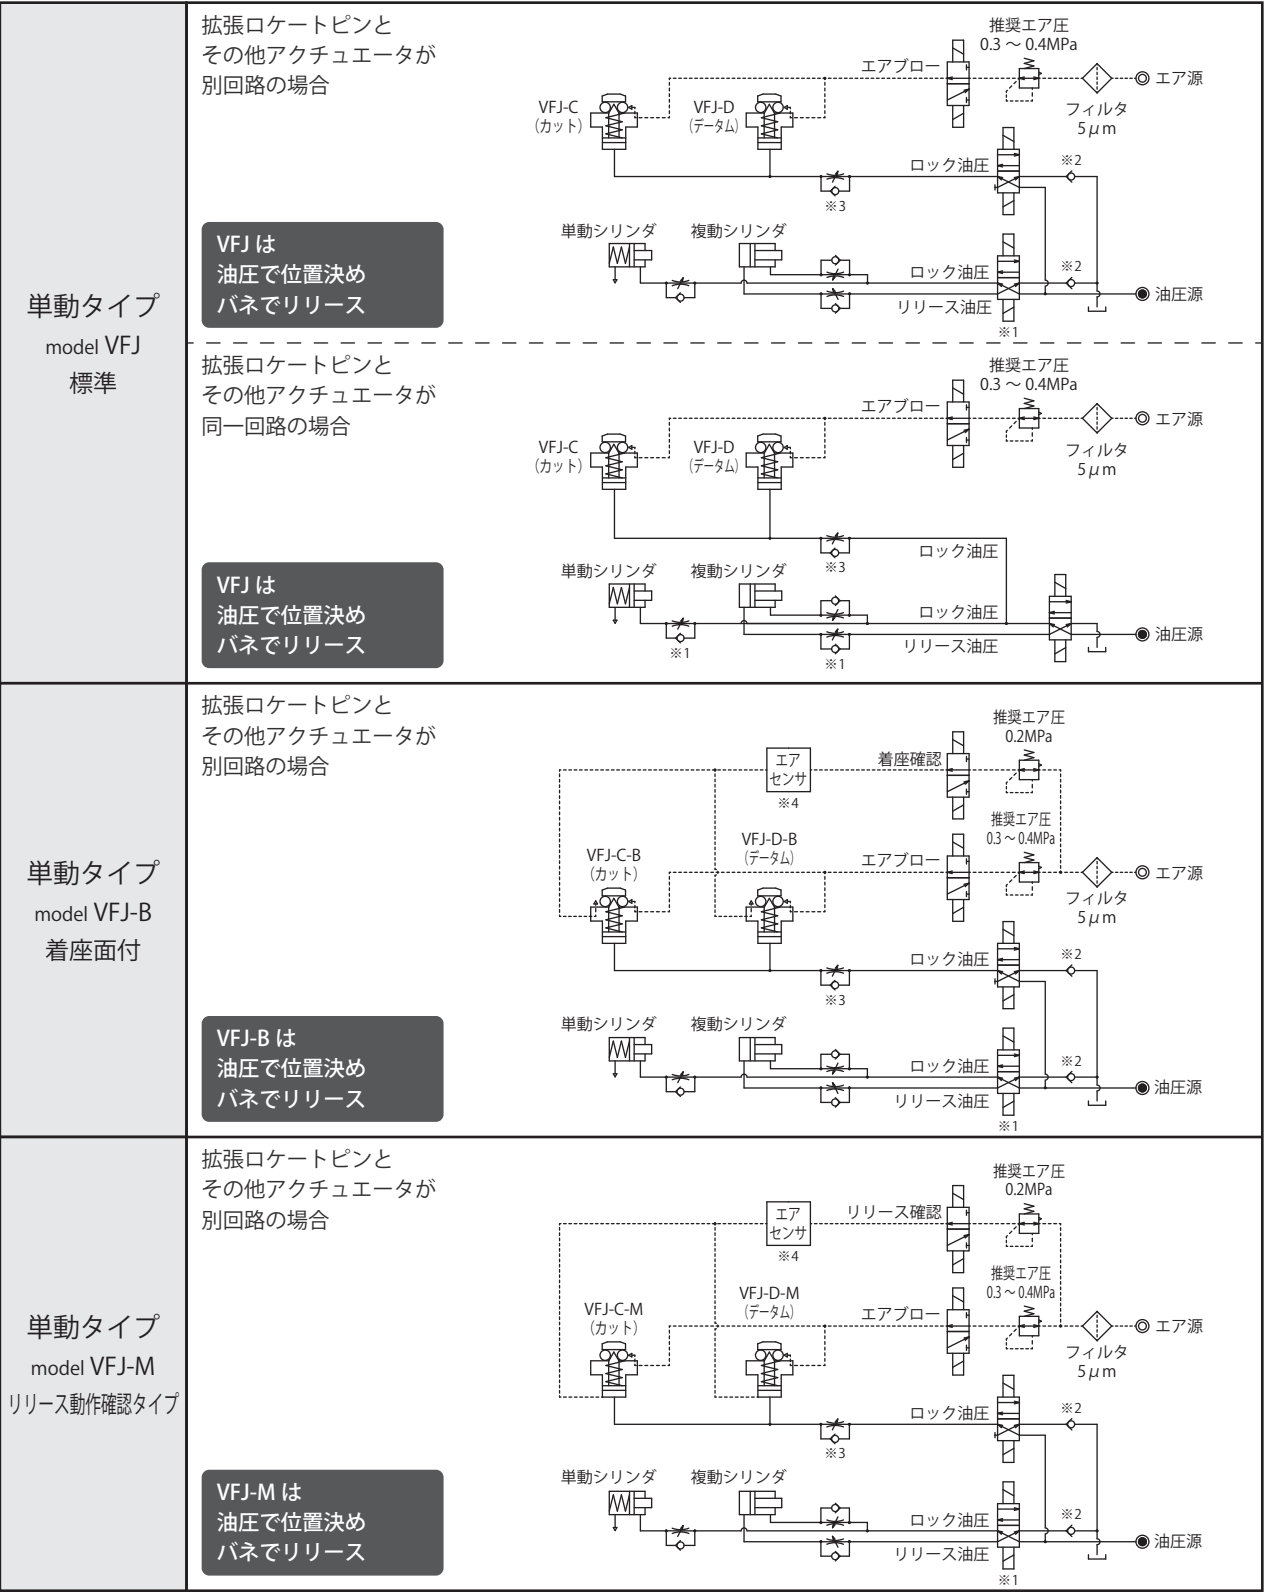 単動タイプ
model VFJ
標準
拡張ロケートピンと
その他アクチュエータが
別回路の場合
VFJ は
油圧で位置決め
バネでリリース
推奨エア圧
0.3 ～ 0.4MPa
エアブロー
エア源
フィルタ
5μm
VFJ-C
(カット)
VFJ-D
(データム)
ロック油圧
※2
※3
単動シリンダ
複動シリンダ
ロック油圧
※2
リリース油圧
油圧源
※1
拡張ロケートピンと
その他アクチュエータが
同一回路の場合
VFJ は
油圧で位置決め
バネでリリース
推奨エア圧
0.3 ～ 0.4MPa
エアブロー
エア源
フィルタ
5μm
VFJ-C
(カット)
VFJ-D
(データム)
ロック油圧
※3
単動シリンダ
複動シリンダ
ロック油圧
リリース油圧
油圧源
※1
※1
単動タイプ
model VFJ-B
着座面付
拡張ロケートピンと
その他アクチュエータが
別回路の場合
VFJ-B は
油圧で位置決め
バネでリリース
推奨エア圧
0.2MPa
着座確認
エア
センサ
※4
推奨エア圧
0.3 ～ 0.4MPa
エアブロー
エア源
フィルタ
5μm
VFJ-C-B
(カット)
VFJ-D-B
(データム)
ロック油圧
※2
※3
単動シリンダ
複動シリンダ
ロック油圧
※2
リリース油圧
油圧源
※1
単動タイプ
model VFJ-M
リリース動作確認タイプ
拡張ロケートピンと
その他アクチュエータが
別回路の場合
VFJ-M は
油圧で位置決め
バネでリリース
推奨エア圧
0.2MPa
リリース確認
エア
センサ
※4
推奨エア圧
0.3 ～ 0.4MPa
エアブロー
エア源
フィルタ
5μm
VFJ-C-M
(カット)
VFJ-D-M
(データム)
ロック油圧
※2
※3
単動シリンダ
複動シリンダ
ロック油圧
※2
リリース油圧
油圧源
※1